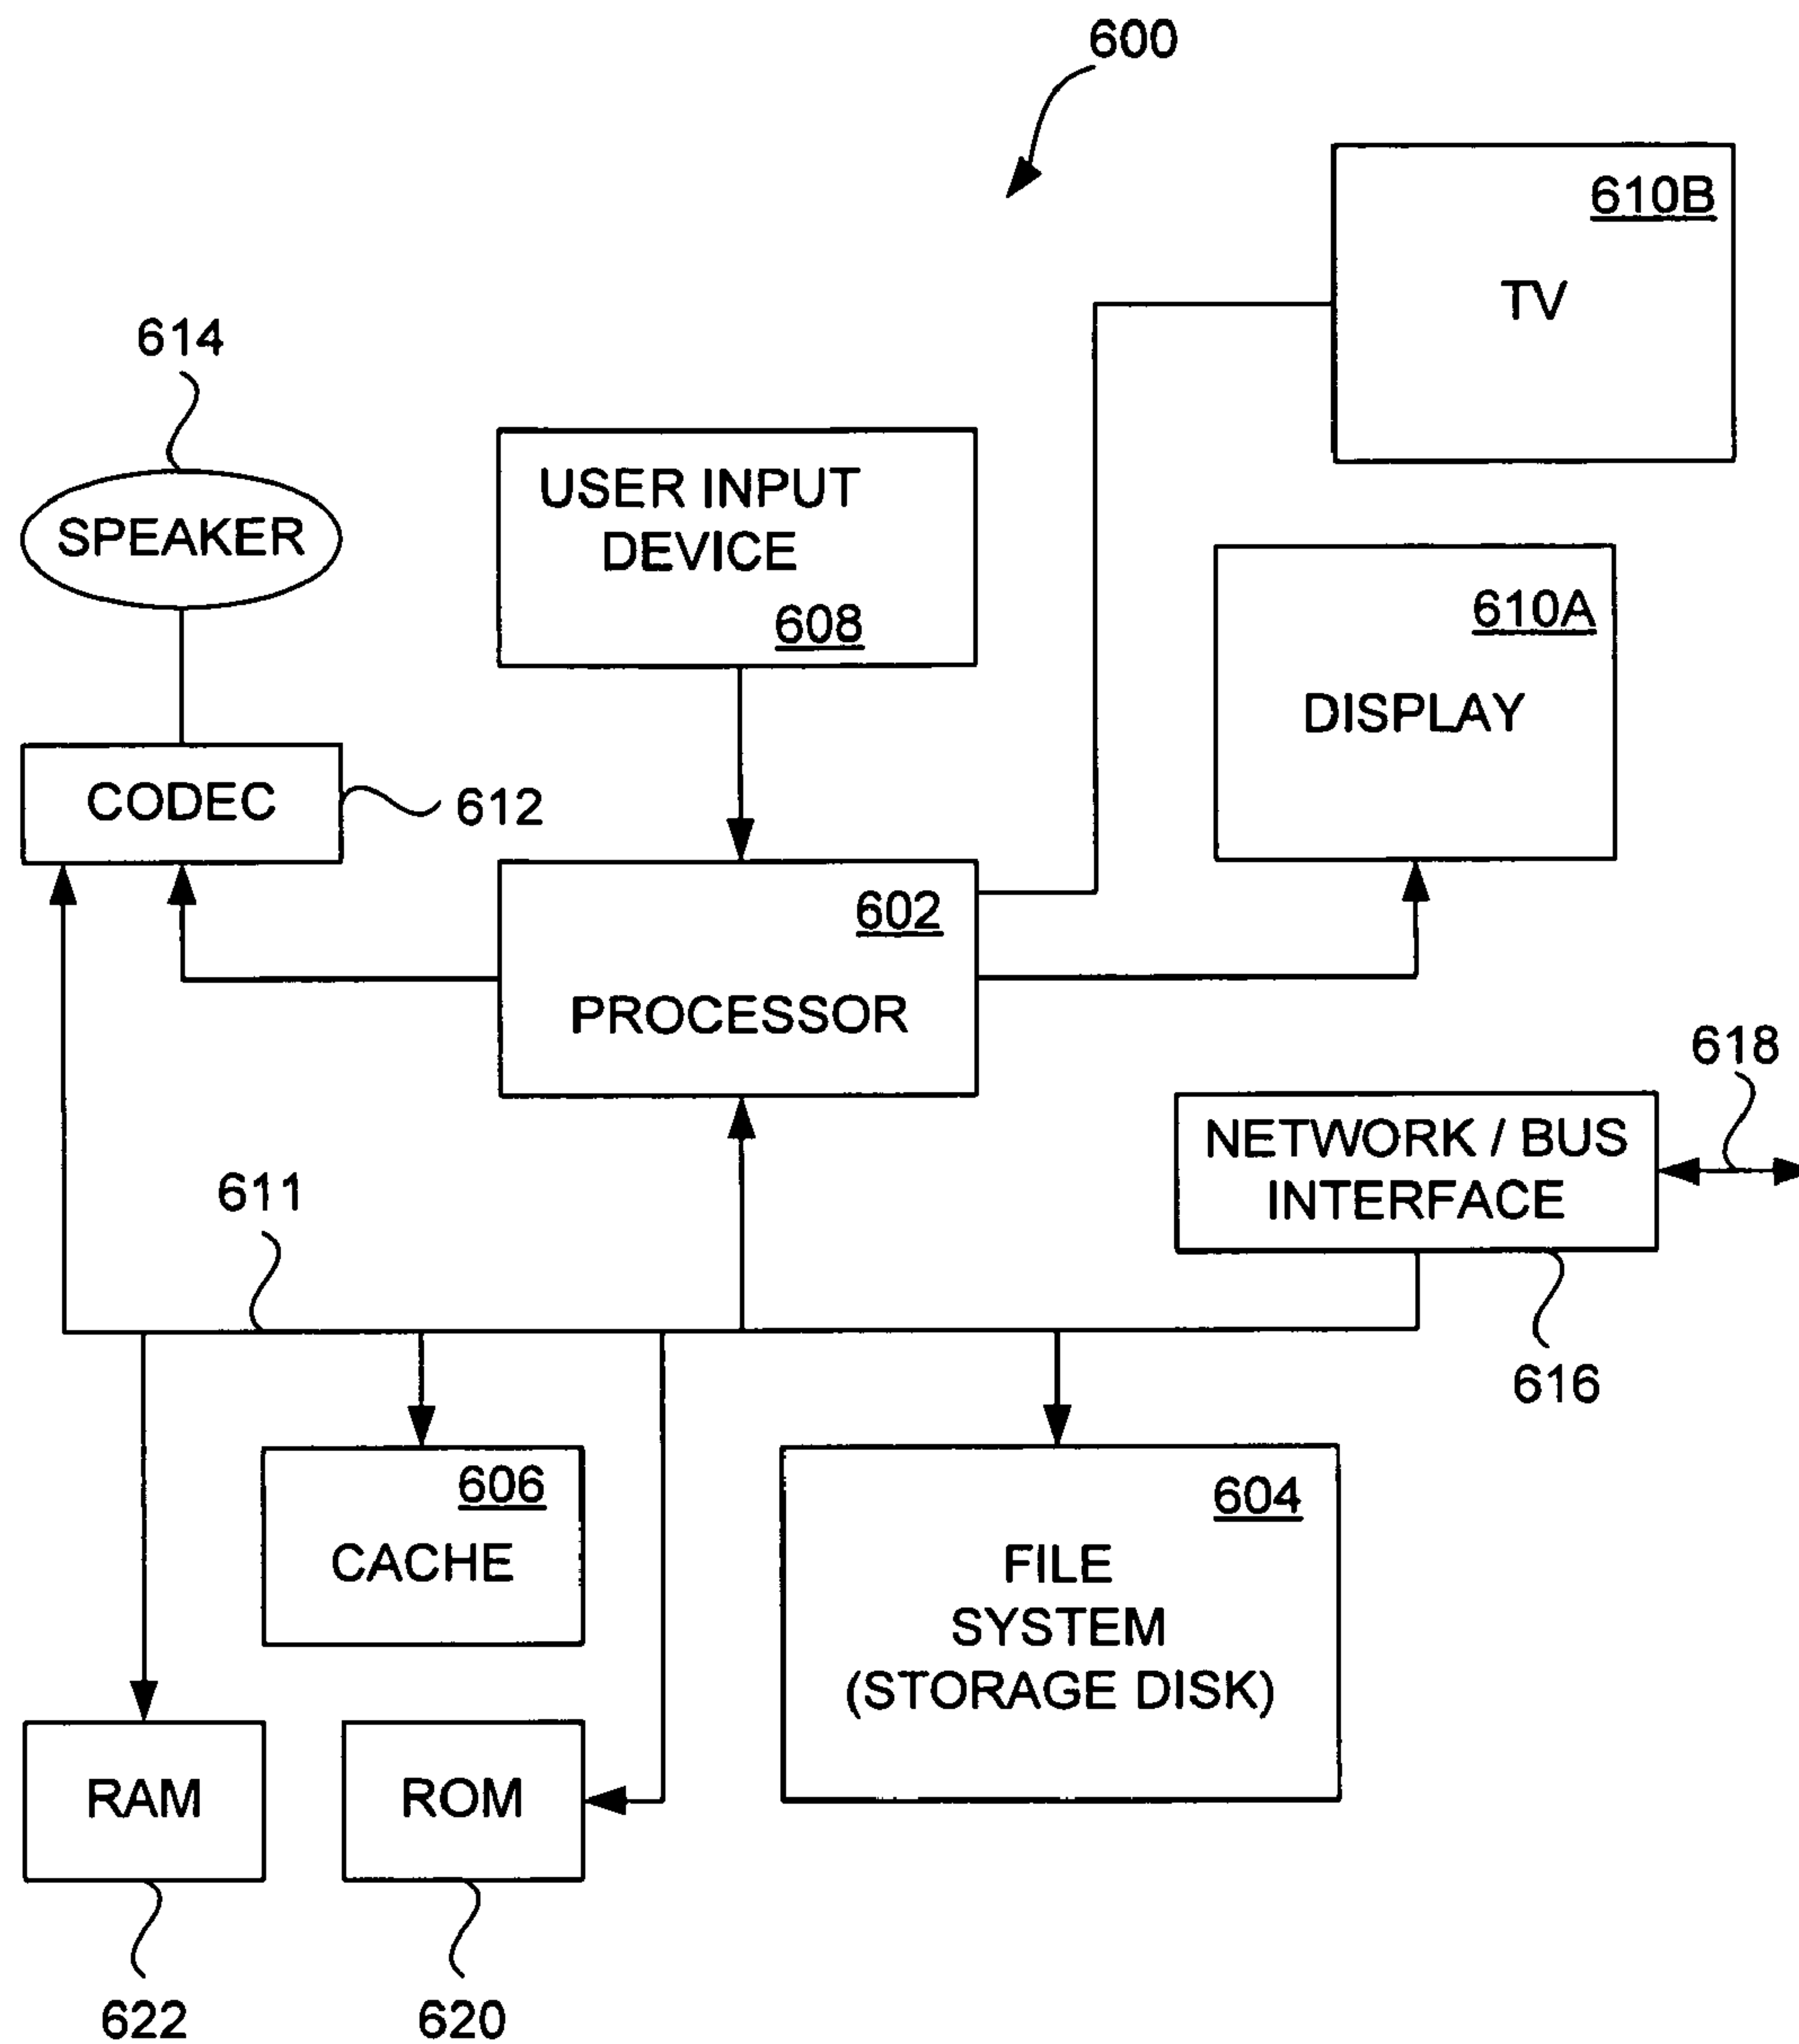 600
610B
TV
614
SPEAKER
USER INPUT
DEVICE
608
610A
DISPLAY
CODEC
612
602
PROCESSOR
618
NETWORK / BUS
INTERFACE
611
616
606
CACHE
604
FILE
SYSTEM
(STORAGE DISK)
RAM
ROM
622
620